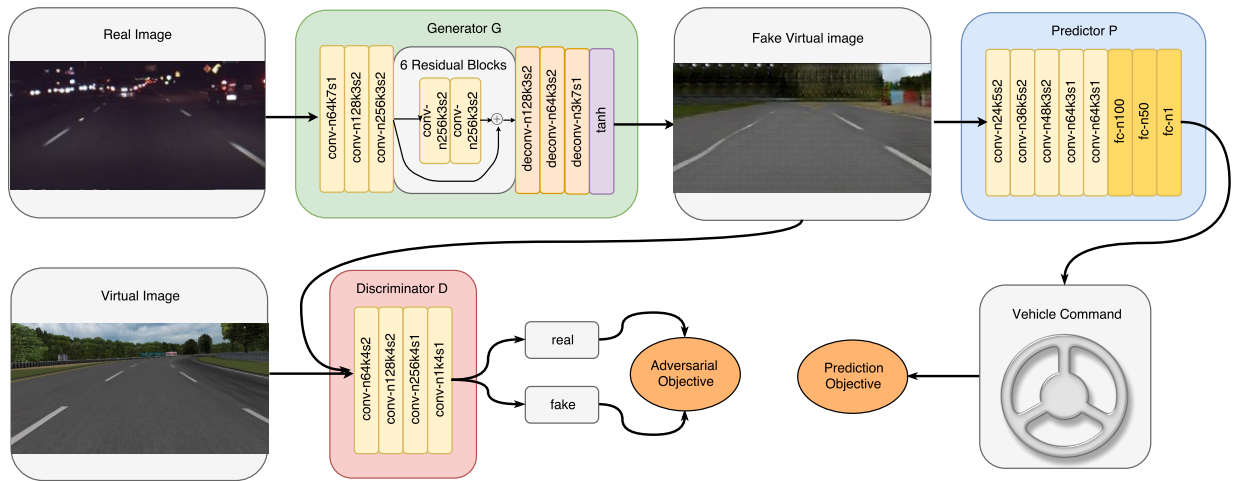 Real Image
Generator G
conv-n64k7s1
conv-n128k3s2
conv-n256k3s2
6 Residual Blocks
conv-
n256k3s2
conv-
n256k3s2
deconv-n128k3s2
deconv-n64k3s2
deconv-n3k7s1
tanh
Fake Virtual image
Predictor P
conv-n24k5s2
conv-n36k5s2
conv-n48k3s2
conv-n64k3s1
conv-n64k3s1
fc-n100
fc-n50
fc-n1
Virtual Image
Discriminator D
conv-n64k4s2
conv-n128k4s2
conv-n256k4s1
conv-n1k4s1
real
fake
Adversarial
Objective
Prediction
Objective
Vehicle Command